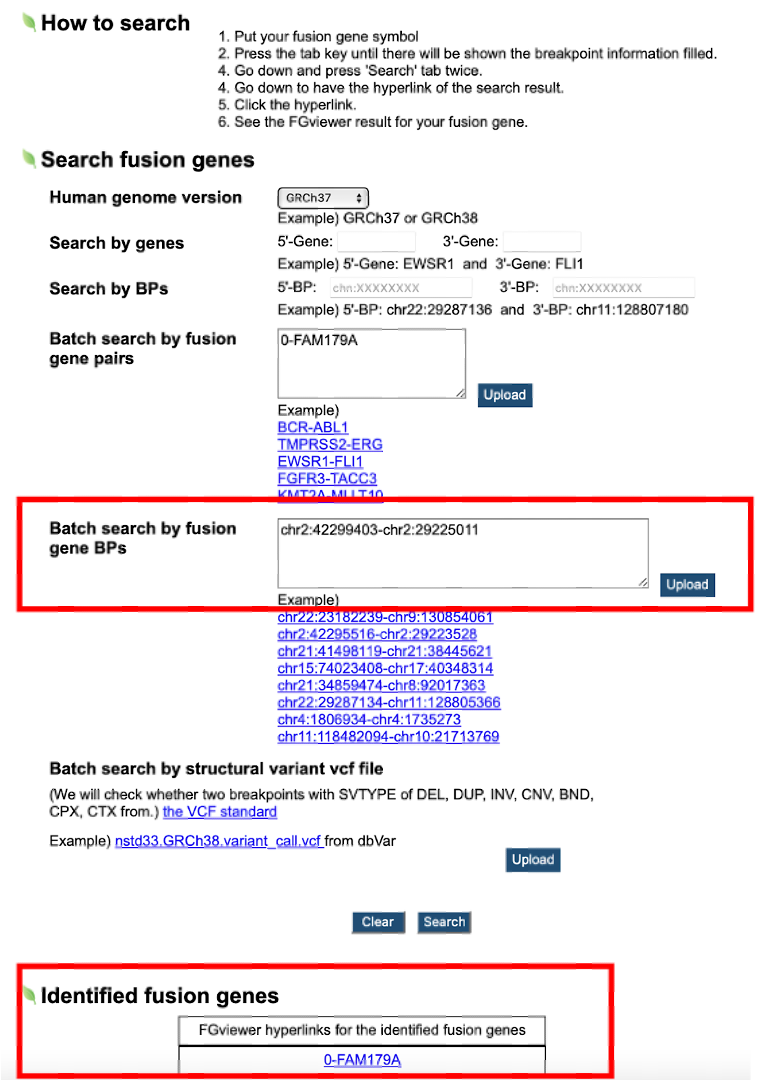 How to search
1. Put your fusion gene symbol
2. Press the tab key until there will be shown the breakpoint information filled.
4. Go down and press 'Search' tab twice.
4. Go down to have the hyperlink of the search result.
5. Click the hyperlink.
6. See the FGviewer result for your fusion gene.
Search fusion genes
Human genome version GRCh37
Example) GRCh37 or GRCh38
Search by genes 5'-Gene: 3'-Gene:
Example) 5'-Gene: EWSR1 and 3'-Gene: FLI1
Search by BPs 5'-BP: chn:XXXXXXXX 3'-BP: chn:XXXXXXXX
Example) 5'-BP: chr22:29287136 and 3'-BP: chr11:128807180
Batch search by fusion gene pairs
0-FAM179A
Upload
Example)
BCR-ABL1
TMPRSS2-ERG
EWSR1-FLI1
FGFR3-TACC3
KMT2A-MLLT10
Batch search by fusion gene BPs
chr2:42299403-chr2:29225011
Upload
Example)
chr22:23182239-chr9:130854061
chr2:42295516-chr2:29223528
chr21:41498119-chr21:38445621
chr15:74023408-chr17:40348314
chr21:34859474-chr8:92017363
chr22:29287134-chr11:128805366
chr4:1806934-chr4:1735273
chr11:118482094-chr10:21713769
Batch search by structural variant vcf file
(We will check whether two breakpoints with SVTYPE of DEL, DUP, INV, CNV, BND,
CPX, CTX from.) the VCF standard
Example) nstd33.GRCh38.variant_call.vcf from dbVar
Upload
Clear Search
Identified fusion genes
FGviewer hyperlinks for the identified fusion genes
0-FAM179A